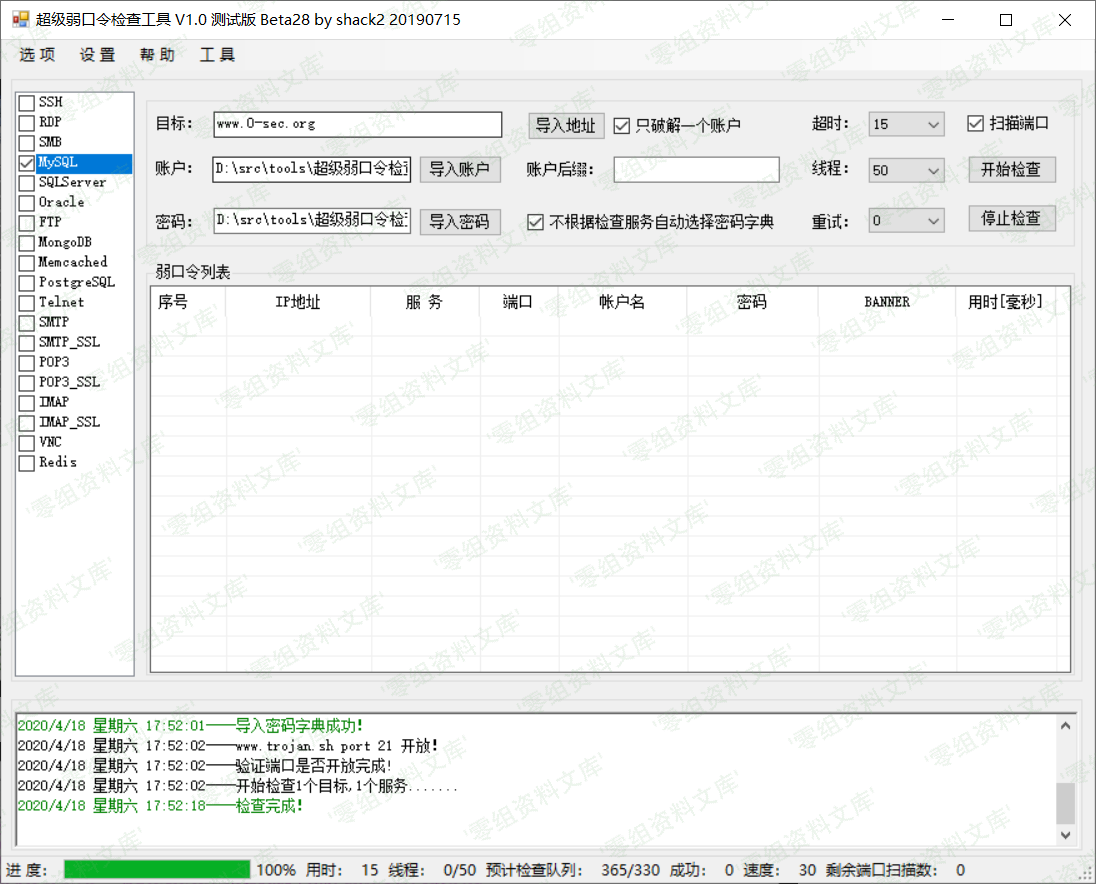 超级弱口令检查工具 V1.0 测试版 Beta28 by shack2 20190715
选 项 设 置 帮 助 工 具
SSH
RDP
SMB
MySQL
SQLServer
Oracle
FTP
MongoDB
Memcached
PostgreSQL
Telnet
SMTP
SMTP_SSL
POP3
POP3_SSL
IMAP
IMAP_SSL
VNC
Redis
目标： www.0-sec.org 导入地址 只破解一个账户 超时： 15 扫描端口
账户： D:\src\tools\超级弱口令检 导入账户 账户后缀： 线程： 50 开始检查
密码： D:\src\tools\超级弱口令检 导入密码 不根据检查服务自动选择密码字典 重试： 0 停止检查
弱口令列表
序号 IP地址 服 务 端口 帐户名 密码 BANNER 用时[毫秒]
2020/4/18 星期六 17:52:01——导入密码字典成功!
2020/4/18 星期六 17:52:02——www.trojan.sh port 21 开放!
2020/4/18 星期六 17:52:02——验证端口是否开放完成!
2020/4/18 星期六 17:52:02——开始检查1个目标,1个服务.......
2020/4/18 星期六 17:52:18——检查完成!
进 度： 100% 用时： 15 线程： 0/50 预计检查队列： 365/330 成功： 0 速度： 30 剩余端口扫描数： 0
零组资料文库